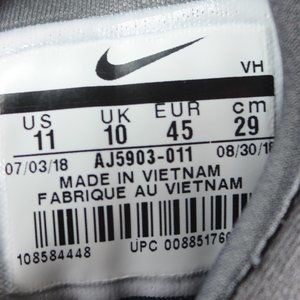 VH
US UK EUR cm
11 10 45 29
07/03/18 AJ5903-011 08/30/18
MADE IN VIETNAM
FABRIQUE AU VIETNAM
108584448 UPC